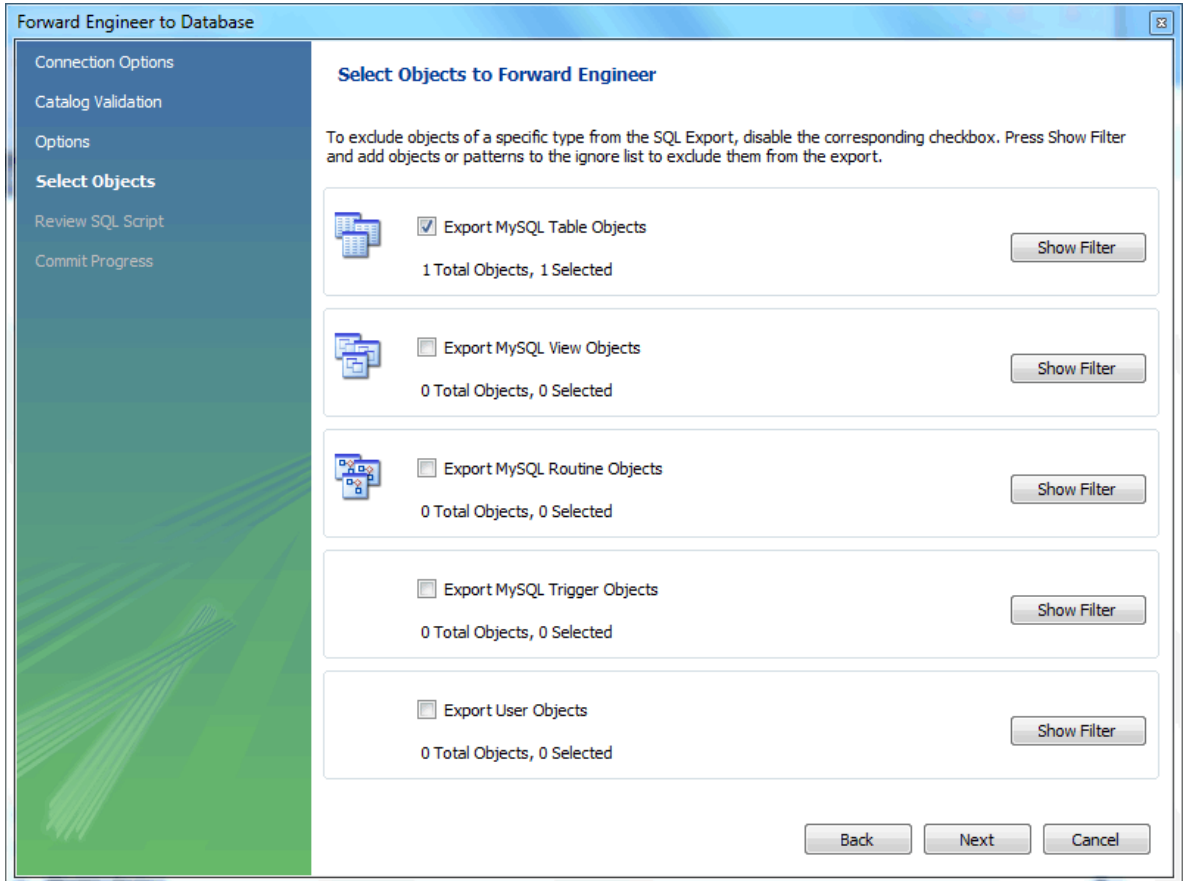 Forward Engineer to Database
Connection Options
Catalog Validation
Options
Select Objects
Review SQL Script
Commit Progress
Select Objects to Forward Engineer
To exclude objects of a specific type from the SQL Export, disable the corresponding checkbox. Press Show Filter
and add objects or patterns to the ignore list to exclude them from the export.
Export MySQL Table Objects
1 Total Objects, 1 Selected
Show Filter
Export MySQL View Objects
0 Total Objects, 0 Selected
Show Filter
Export MySQL Routine Objects
0 Total Objects, 0 Selected
Show Filter
Export MySQL Trigger Objects
0 Total Objects, 0 Selected
Show Filter
Export User Objects
0 Total Objects, 0 Selected
Show Filter
Back Next Cancel